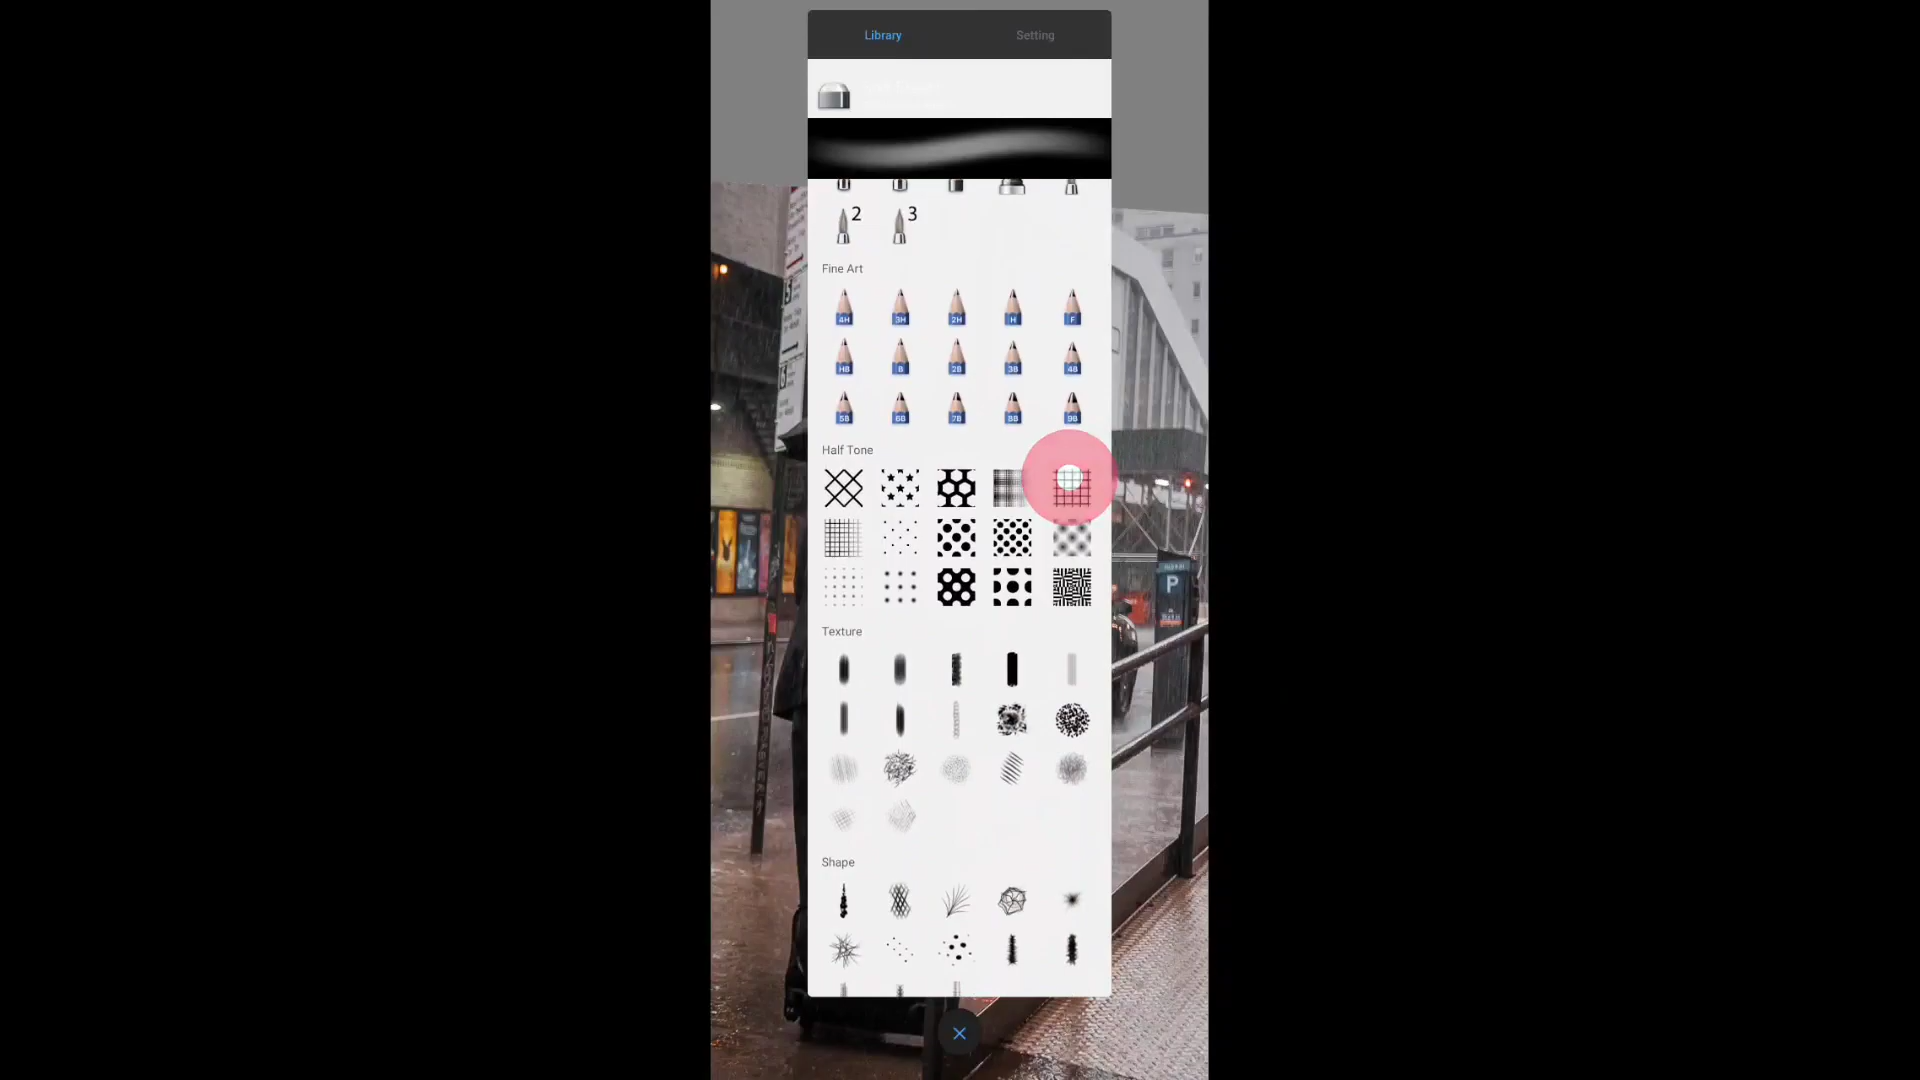 Library
Setting
2
3
Fine Art
4H
3H
2H
H
F
HB
B
2B
3B
4B
5B
6B
7B
8B
9B
Half Tone
Texture
P
Shape